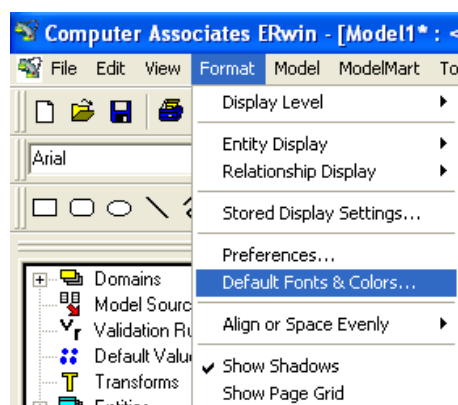 Computer Associates ERwin - [Model1* : <
File Edit View Format Model ModelMart To
Display Level
Entity Display
Arial
Relationship Display
Stored Display Settings...
Preferences...
Domains
Default Fonts & Colors...
Model Sourc
Validation Ru
Align or Space Evenly
Default Value
Show Shadows
Transforms
Show Page Grid
Entities